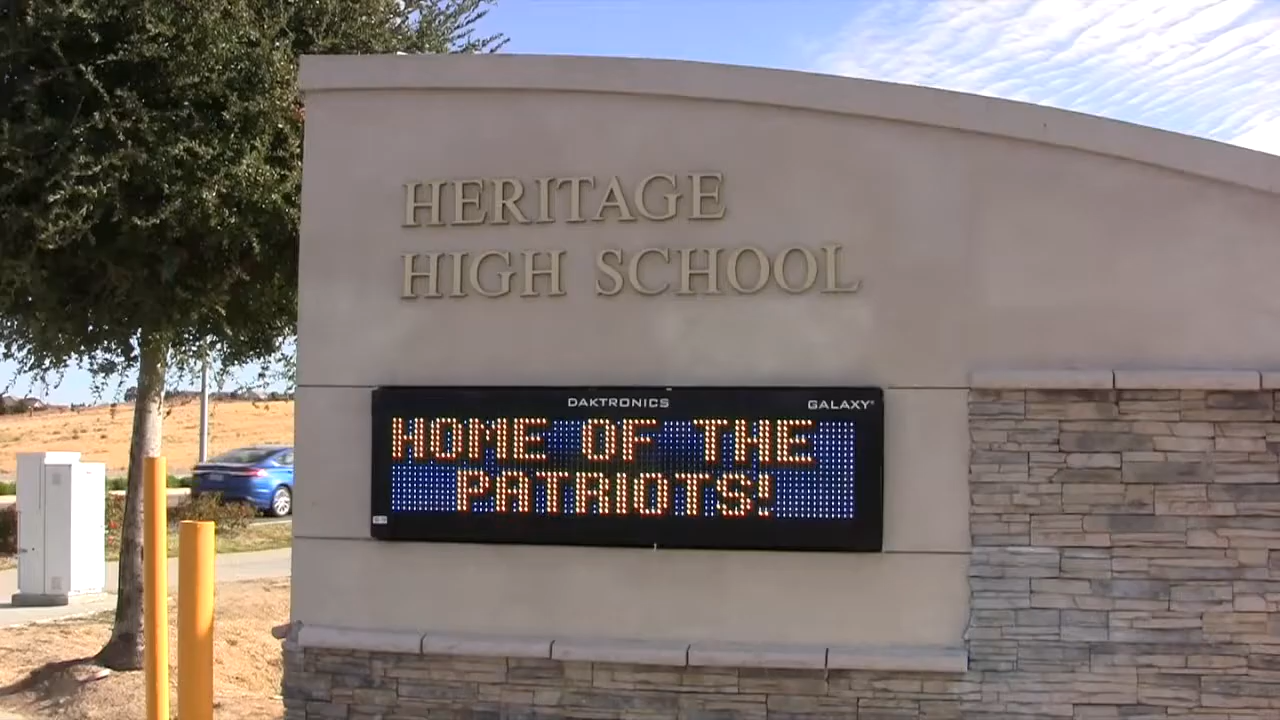 HERITAGE
HIGH SCHOOL
DAKTRONICS GALAXY®
HOME OF THE
PATRIOTS!